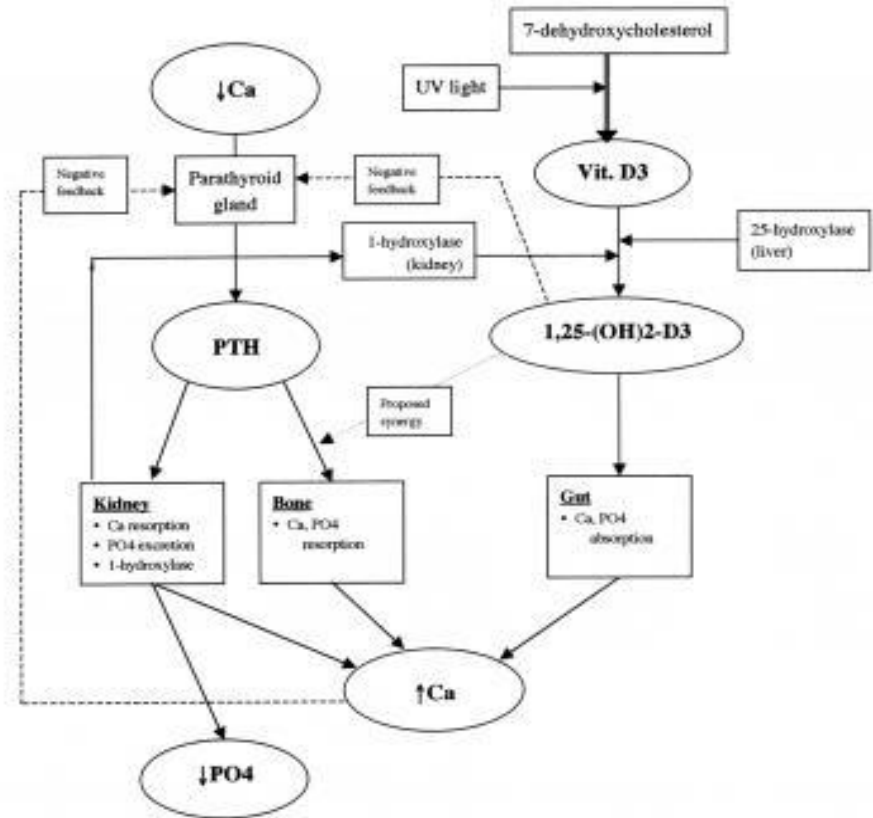 7-dehydroxycholesterol
↓Ca
UV light
Negative
feedback
Parathyroid
gland
Negative
feedback
Vit. D3
1-hydroxylase
(kidney)
25-hydroxylase
(liver)
PTH
1,25-(OH)2-D3
Proposed
synergy
Kidney
• Ca resorption
• PO4 excretion
• 1-hydroxylase
Bone
• Ca, PO4
resorption
Gut
• Ca, PO4
absorption
↑Ca
↓PO4